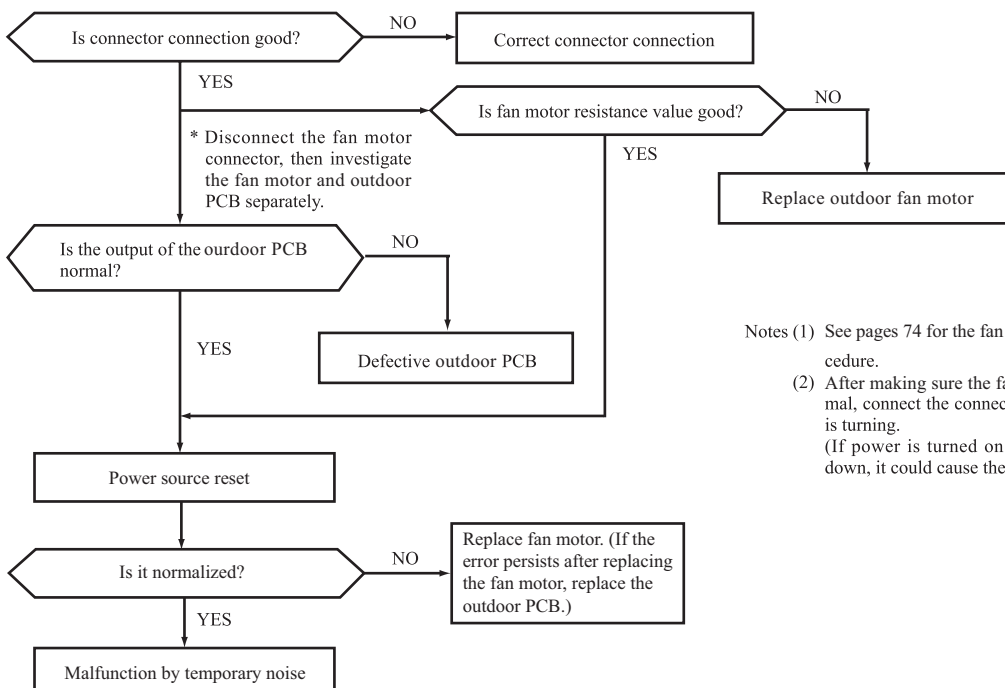 Is connector connection good?
NO
Correct connector connection
YES
Is fan motor resistance value good?
NO
* Disconnect the fan motor
connector, then investigate
the fan motor and outdoor
PCB separately.
YES
Replace outdoor fan motor
Is the output of the ourdoor PCB
normal?
NO
YES
Defective outdoor PCB
Notes (1) See pages 74 for the fan
cedure.
(2) After making sure the fa
mal, connect the connec
is turning.
(If power is turned on
down, it could cause the
Power source reset
Is it normalized?
NO
Replace fan motor. (If the
error persists after replacing
the fan motor, replace the
outdoor PCB.)
YES
Malfunction by temporary noise